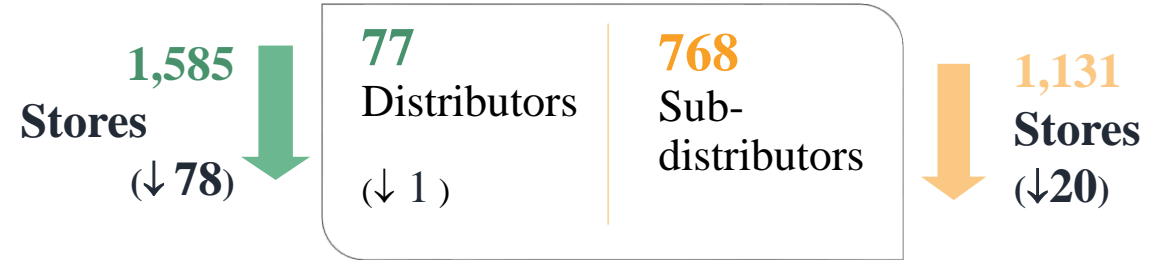 1,585
Stores
(↓ 78)
77
Distributors
(↓ 1 )
768
Sub-
distributors
1,131
Stores
(↓20)